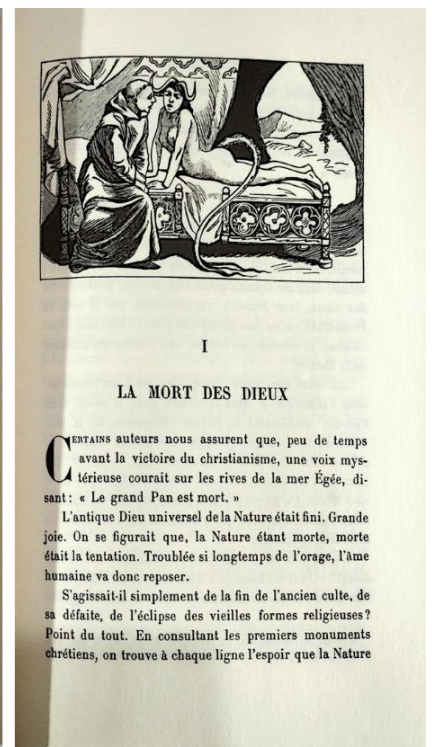 I
LA MORT DES DIEUX
CERTAINS auteurs nous assurent que, peu de temps
avant la victoire du christianisme, une voix mys-
térieuse courait sur les rives de la mer Égée, di-
sant : « Le grand Pan est mort. »
L'antique Dieu universel de la Nature était fini. Grande
joie. On se figurait que, la Nature étant morte, morte
était la tentation. Troublée si longtemps de l'orage, l'âme
humaine va donc reposer.
S'agissait-il simplement de la fin de l'ancien culte, de
sa défaite, de l'éclipse des vieilles formes religieuses ?
Point du tout. En consultant les premiers monuments
chrétiens, on trouve à chaque ligne l'espoir que la Nature